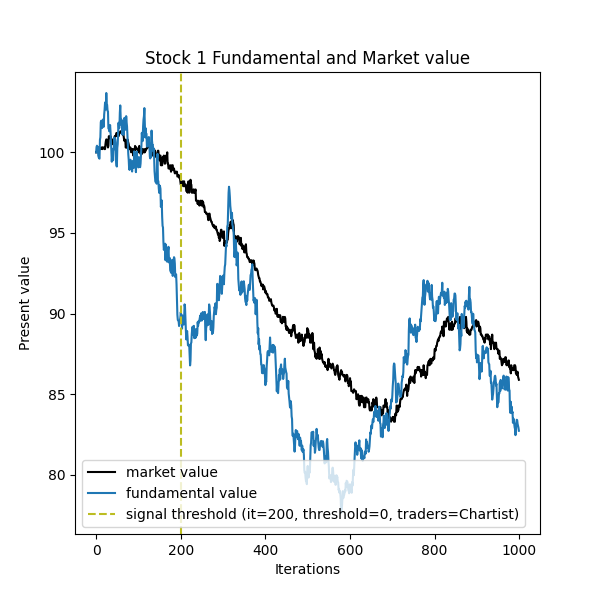 Stock 1 Fundamental and Market value
Present value
100
95
90
85
80
market value
fundamental value
signal threshold (it=200, threshold=0, traders=Chartist)
0
200
400
600
800
1000
Iterations